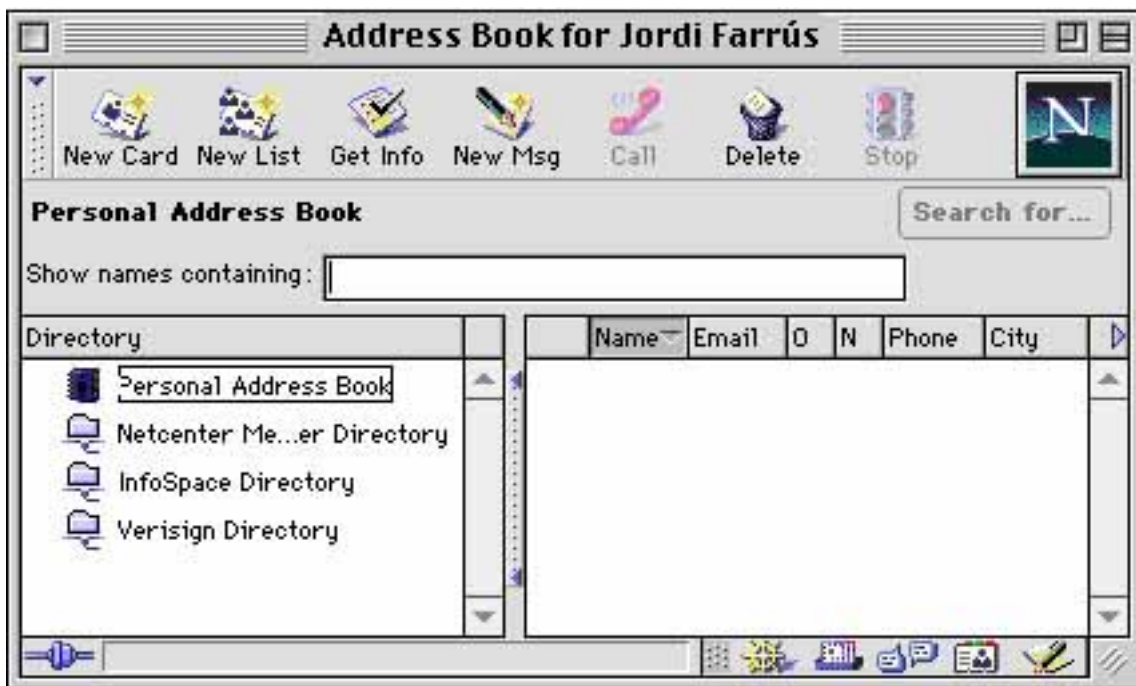 Address Book for Jordi Farrús
New Card New List Get Info New Msg Call Delete Stop
N
Personal Address Book
Search for...
Show names containing:
Directory
Name Email O N Phone City
Personal Address Book
Netcenter Me...er Directory
InfoSpace Directory
Verisign Directory